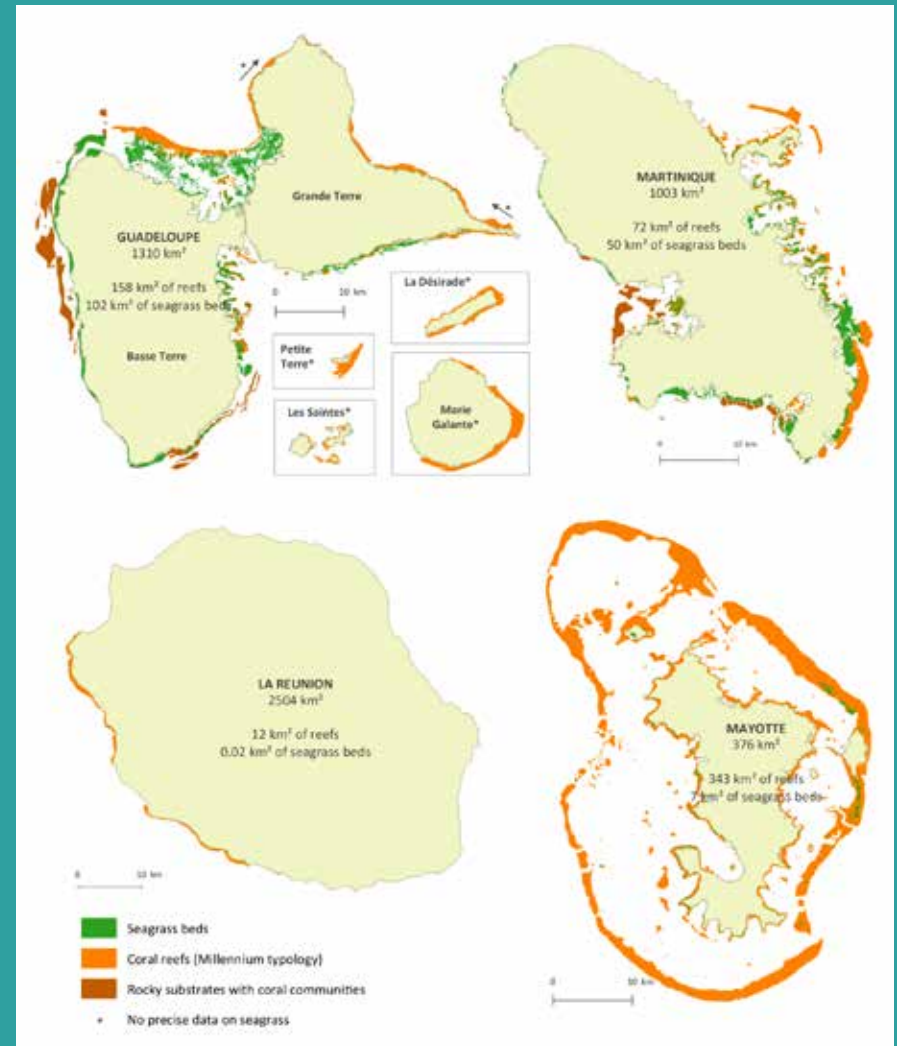 GUADELOUPE
1310 km²
158 km² of reefs
102 km² of seagrass beds
Basse Terre
Grande Terre
*
*
0 10 km
La Désirade*
Petite
Terre*
Les Saintes*
Marie
Galante*
MARTINIQUE
1003 km²
72 km² of reefs
50 km² of seagrass beds
0 10 km
LA REUNION
2504 km²
12 km² of reefs
0.02 km² of seagrass beds
0 10 km
MAYOTTE
376 km²
343 km² of reefs
7 km² of seagrass beds
0 10 km
Seagrass beds
Coral reefs (Millennium typology)
Rocky substrates with coral communities
* No precise data on seagrass